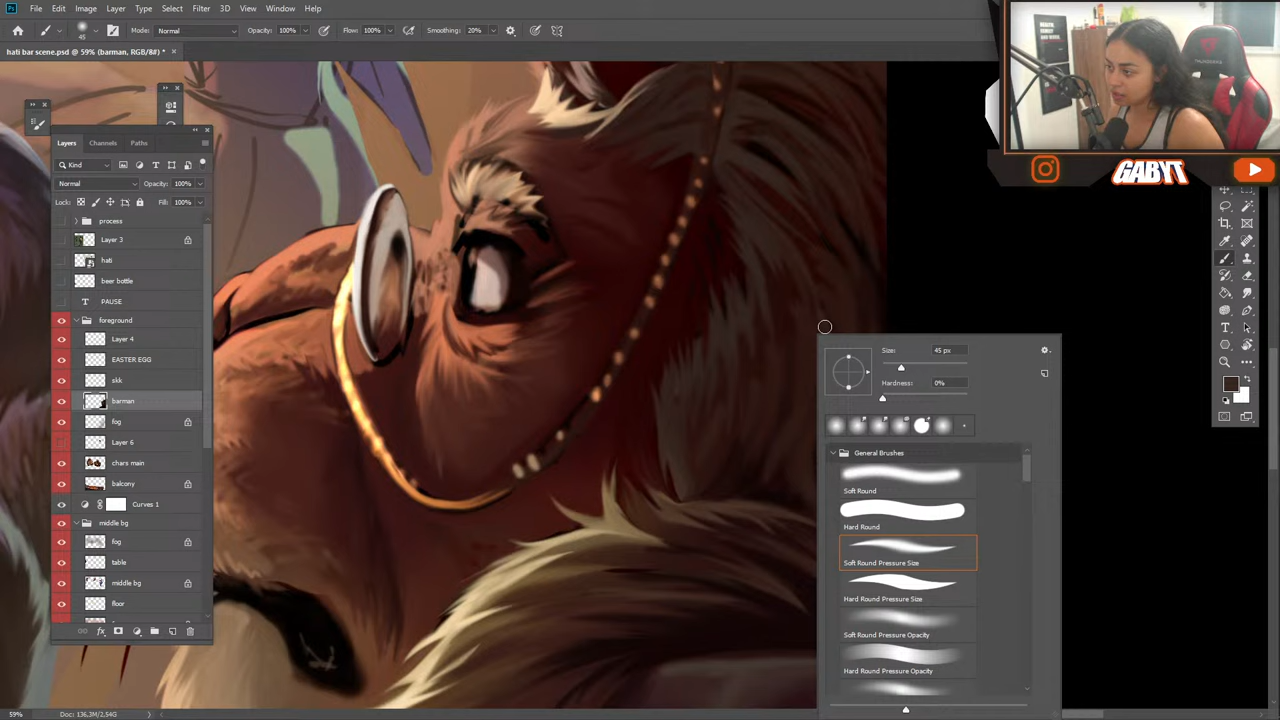 File Edit Image Layer Type Select Filter 3D View Window Help
Mode: Normal Opacity: 100% Flow: 100% Smoothing: 20%
hati bar scene.psd @ 59% (barman, RGB/8#) *
Layers Channels Paths
Kind
Normal Opacity: 100%
Lock: Fill: 100%
process
Layer 3
hati
beer bottle
T PAUSE
foreground
Layer 4
EASTER EGG
skk
barman
fog
Layer 6
chars main
balcony
Curves 1
middle bg
fog
table
middle bg
floor
59% Doc: 136,3M/2,54G
Size: 45 px
Hardness: 0%
General Brushes
Soft Round
Hard Round
Soft Round Pressure Size
Hard Round Pressure Size
Soft Round Pressure Opacity
Hard Round Pressure Opacity
GABYT